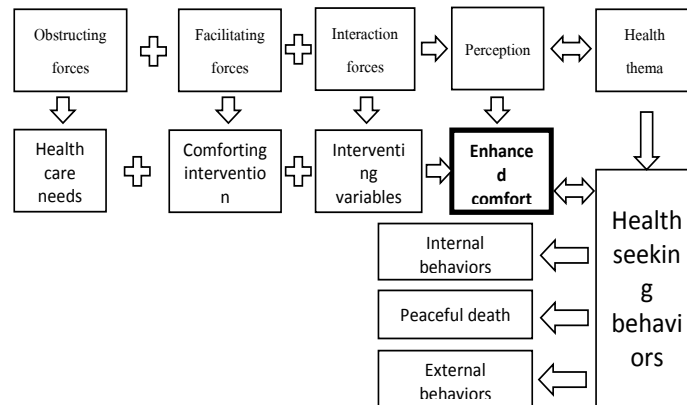 Obstructing
forces
Facilitating
forces
Interaction
forces
Perception
Health
thema
Health
care
needs
Comforting
interventio
n
Interventi
ng
variables
Enhance
d
comfort
Health
seekin
g
behavi
ors
Internal
behaviors
Peaceful death
External
behaviors